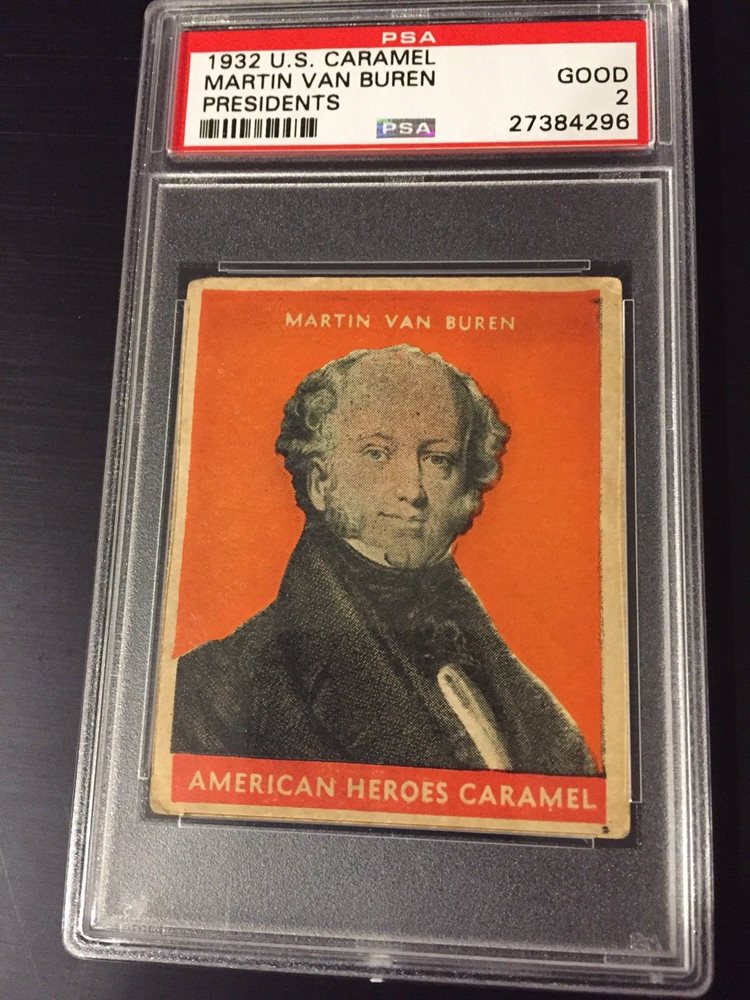 PSA
1932 U.S. CARAMEL
MARTIN VAN BUREN GOOD
PRESIDENTS 2
PSA 27384296
MARTIN VAN BUREN
AMERICAN HEROES CARAMEL